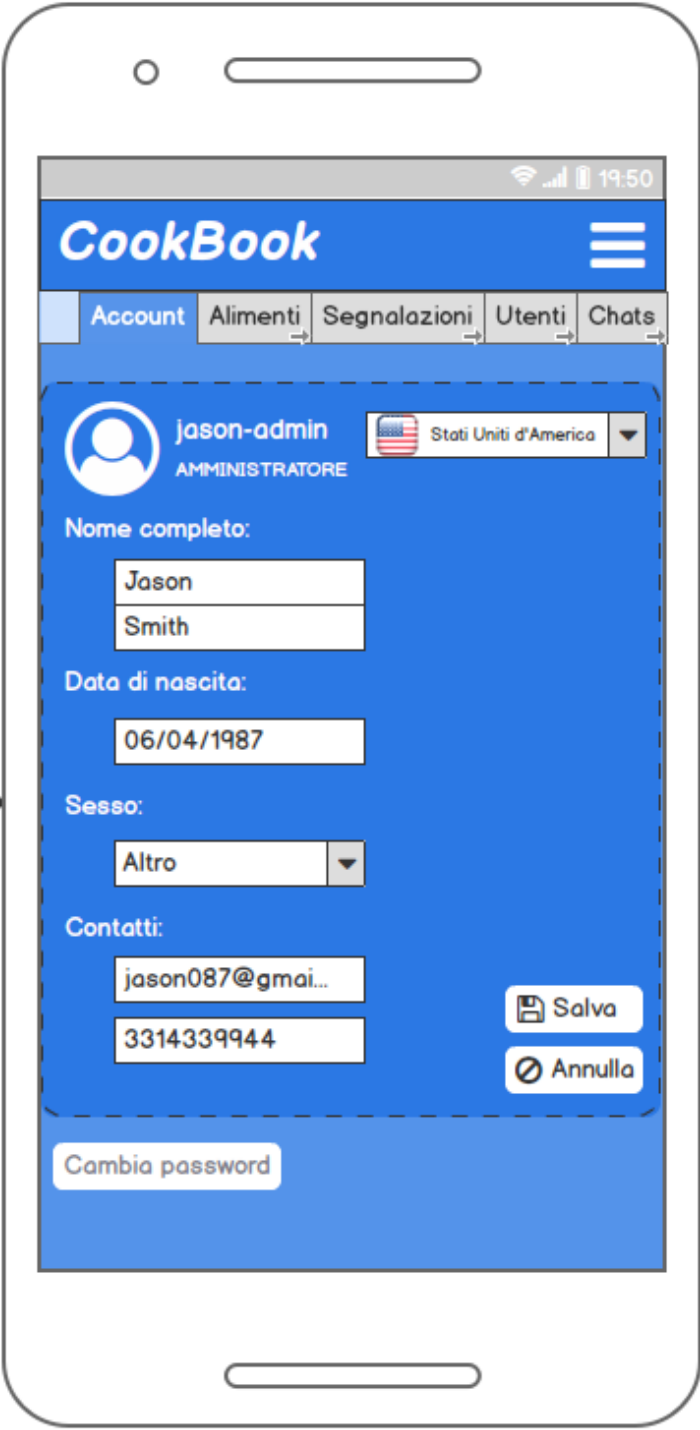 19:50
CookBook
Account Alimenti Segnalazioni Utenti Chats
jason-admin
AMMINISTRATORE
Stati Uniti d'America
Nome completo:
Jason
Smith
Data di nascita:
06/04/1987
Sesso:
Altro
Contatti:
jason087@gmai...
3314339944
Salva
Annulla
Cambia password